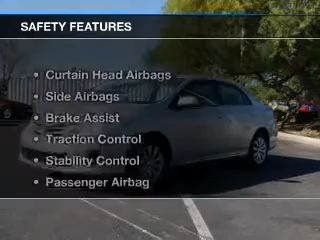 SAFETY FEATURES
• Curtain Head Airbags
• Side Airbags
• Brake Assist
• Traction Control
• Stability Control
• Passenger Airbag